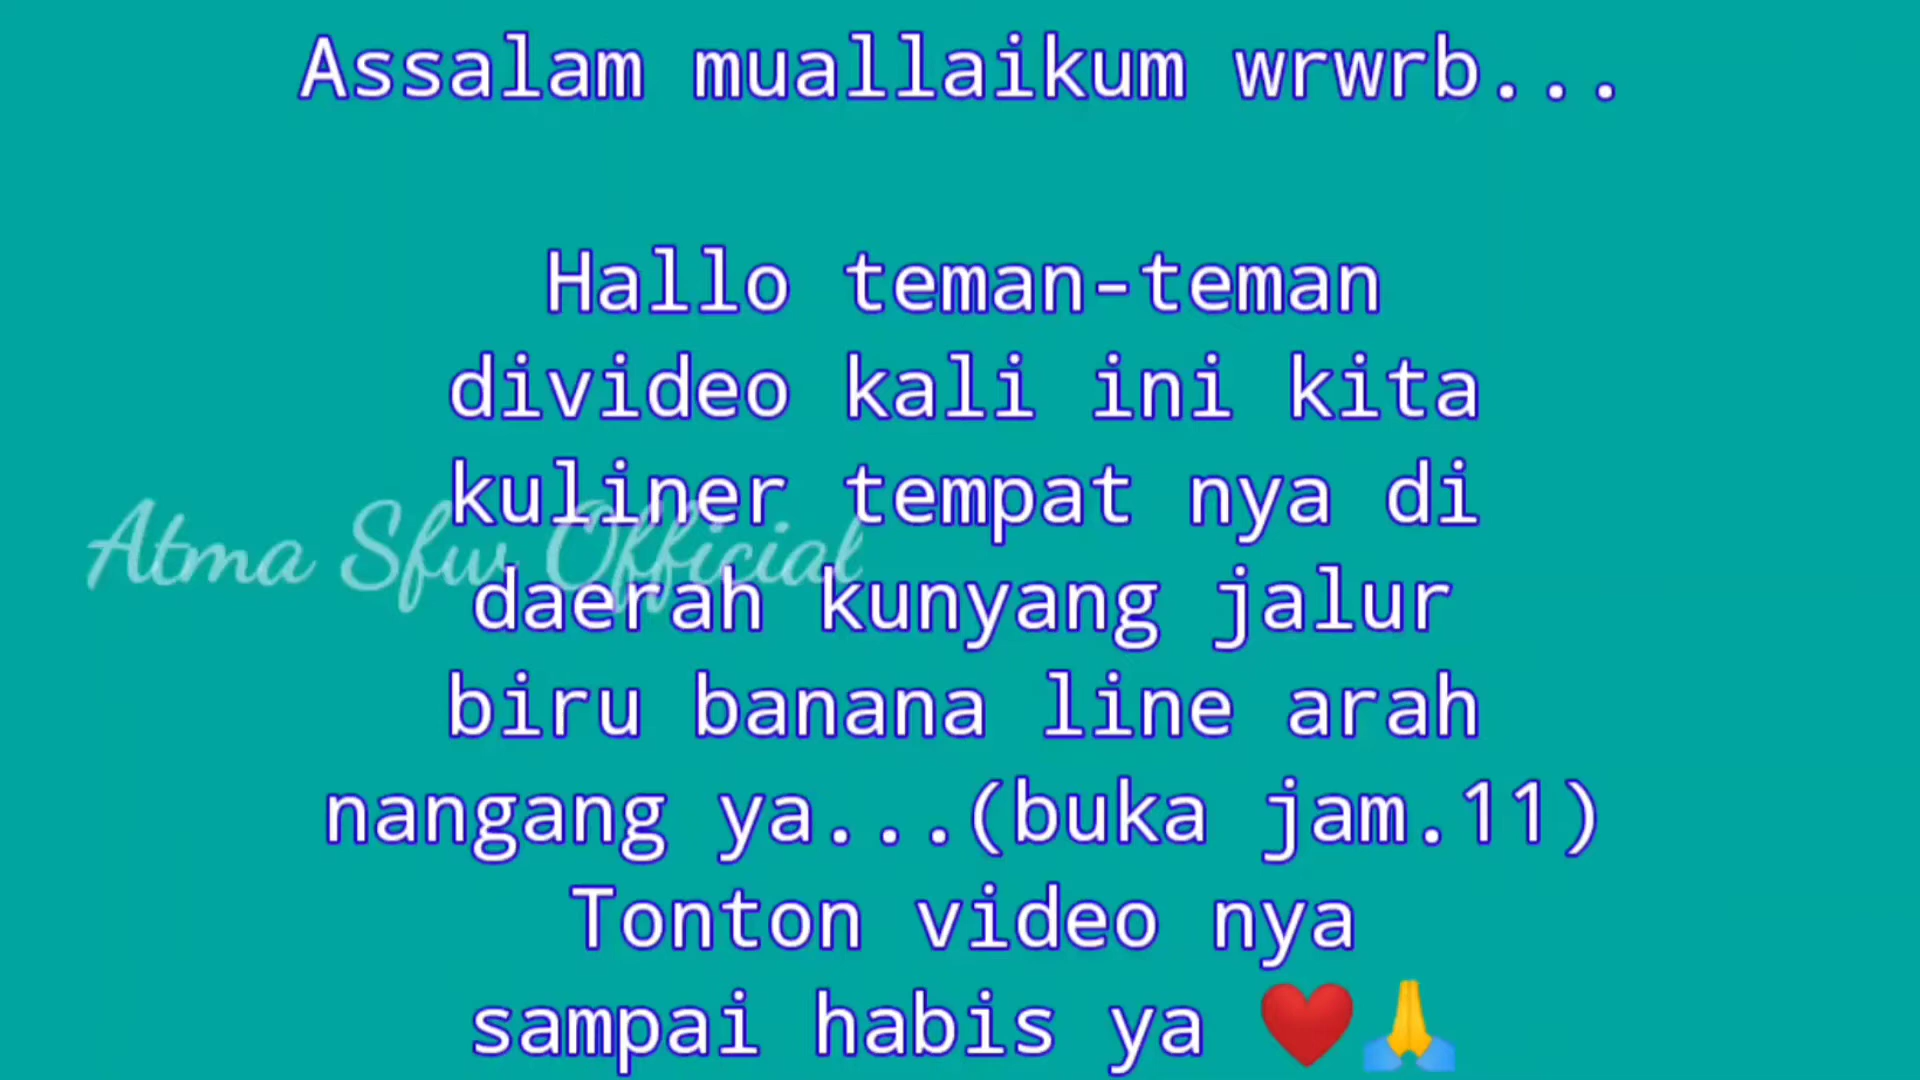 Assalam muallaikum wrwrb...
Hallo teman-teman
divideo kali ini kita
kuliner tempat nya di
Atma Sfw Official
daerah kunyang jalur
biru banana line arah
nangang ya...(buka jam.11)
Tonton video nya
sampai habis ya ❤️🙏